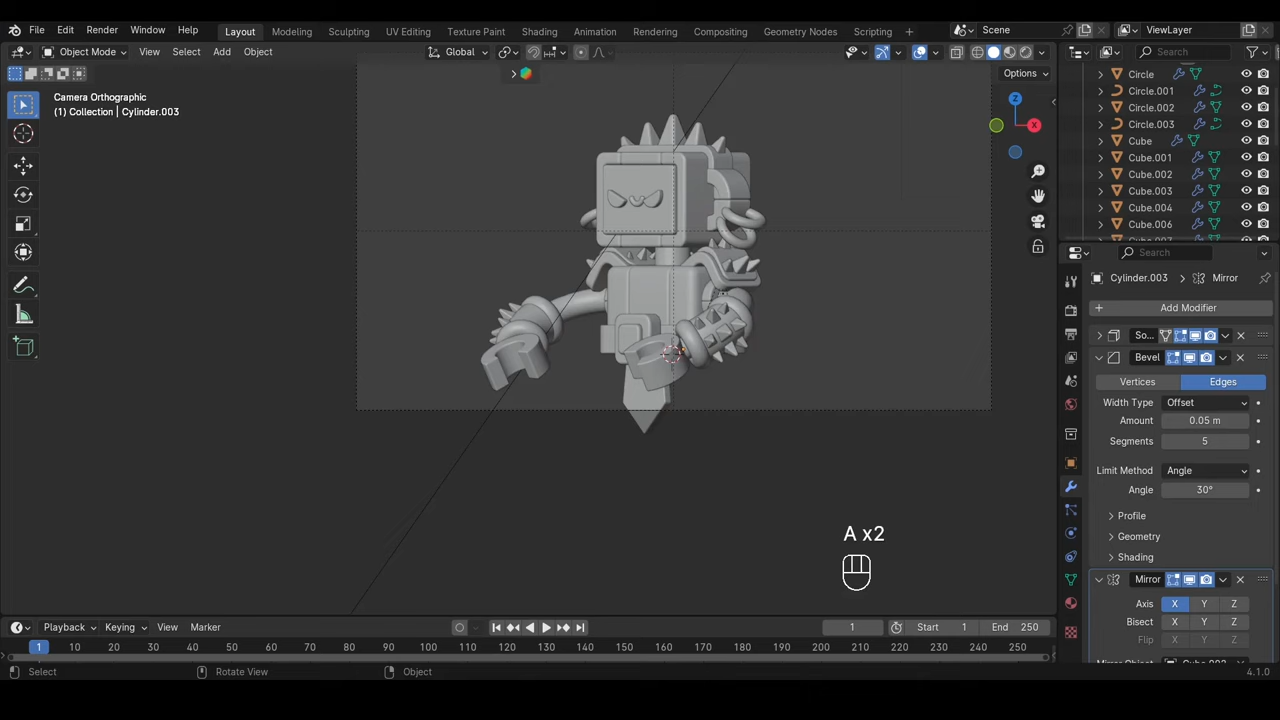 File Edit Render Window Help Layout Modeling Sculpting UV Editing Texture Paint Shading Animation Rendering Compositing Geometry Nodes Scripting + Scene ViewLayer
Object Mode View Select Add Object Global Search
Options
Camera Orthographic
(1) Collection | Cylinder.003
Z
X
Circle
Circle.001
Circle.002
Circle.003
Cube
Cube.001
Cube.002
Cube.003
Cube.004
Cube.006
Search
Cylinder.003 > Mirror
+ Add Modifier
So...
Bevel
Vertices Edges
Width Type Offset
Amount 0.05 m
Segments 5
Limit Method Angle
Angle 30°
Profile
Geometry
Shading
Mirror
Axis X Y Z
Bisect X Y Z
Flip X Y Z
A x2
Playback Keying View Marker 1 Start 1 End 250
1 10 20 30 40 50 60 70 80 90 100 110 120 130 140 150 160 170 180 190 200 210 220 230 240 250
Select Rotate View Object 4.1.0